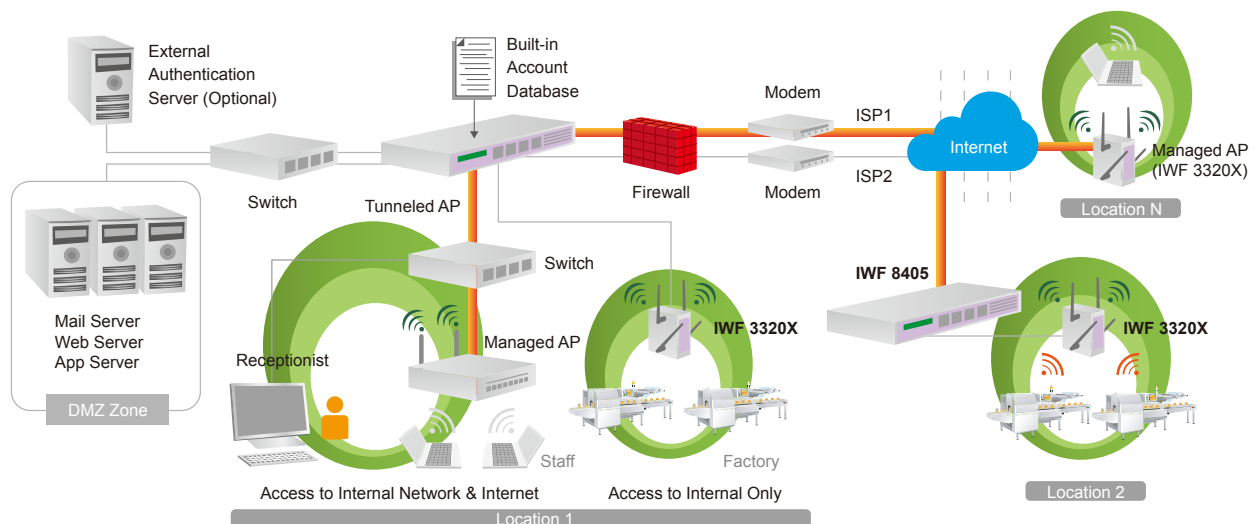 External
Authentication
Server (Optional)
Built-in
Account
Database
Modem
ISP1
Internet
Managed AP
(IWF 3320X)
Location N
Switch
Firewall
Modem
ISP2
Tunneled AP
Switch
IWF 8405
Mail Server
Web Server
App Server
DMZ Zone
Receptionist
Managed AP
IWF 3320X
IWF 3320X
Staff
Factory
Access to Internal Network & Internet
Access to Internal Only
Location 1
Location 2